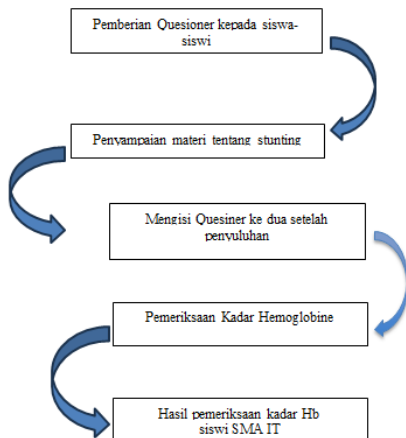 Pemberian Quesioner kepada siswa-
siswi
Penyampaian materi tentang stunting
Mengisi Quesiner ke dua setelah
penyuluhan
Pemeriksaan Kadar Hemoglobine
Hasil pemeriksaan kadar Hb
siswi SMA IT